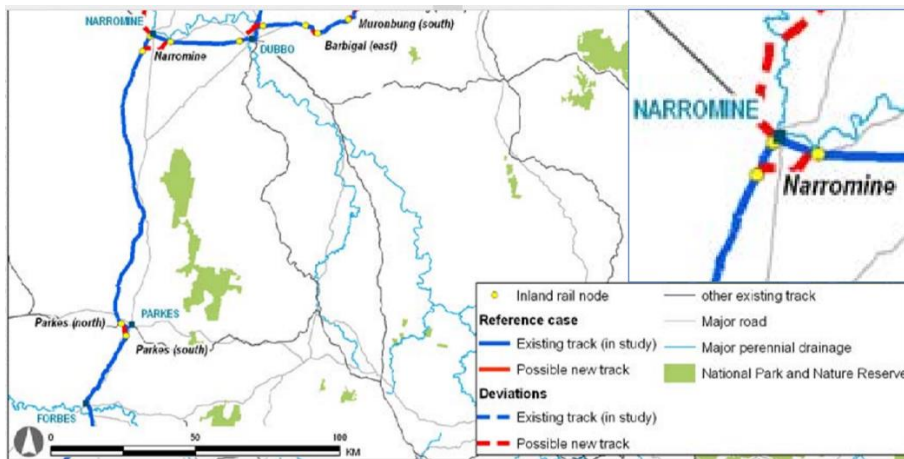 Muronbung (south)
NARROMINE
DUBBO
Barbigal (east)
Narromine
NARROMINE
Narromine
PARKES
Parkes (north)
Parkes (south)
FORBES
0 50 100
KM
Inland rail node
Reference case
Existing track (in study)
Possible new track
Deviations
Existing track (in study)
Possible new track
other existing track
Major road
Major perennial drainage
National Park and Nature Reserve